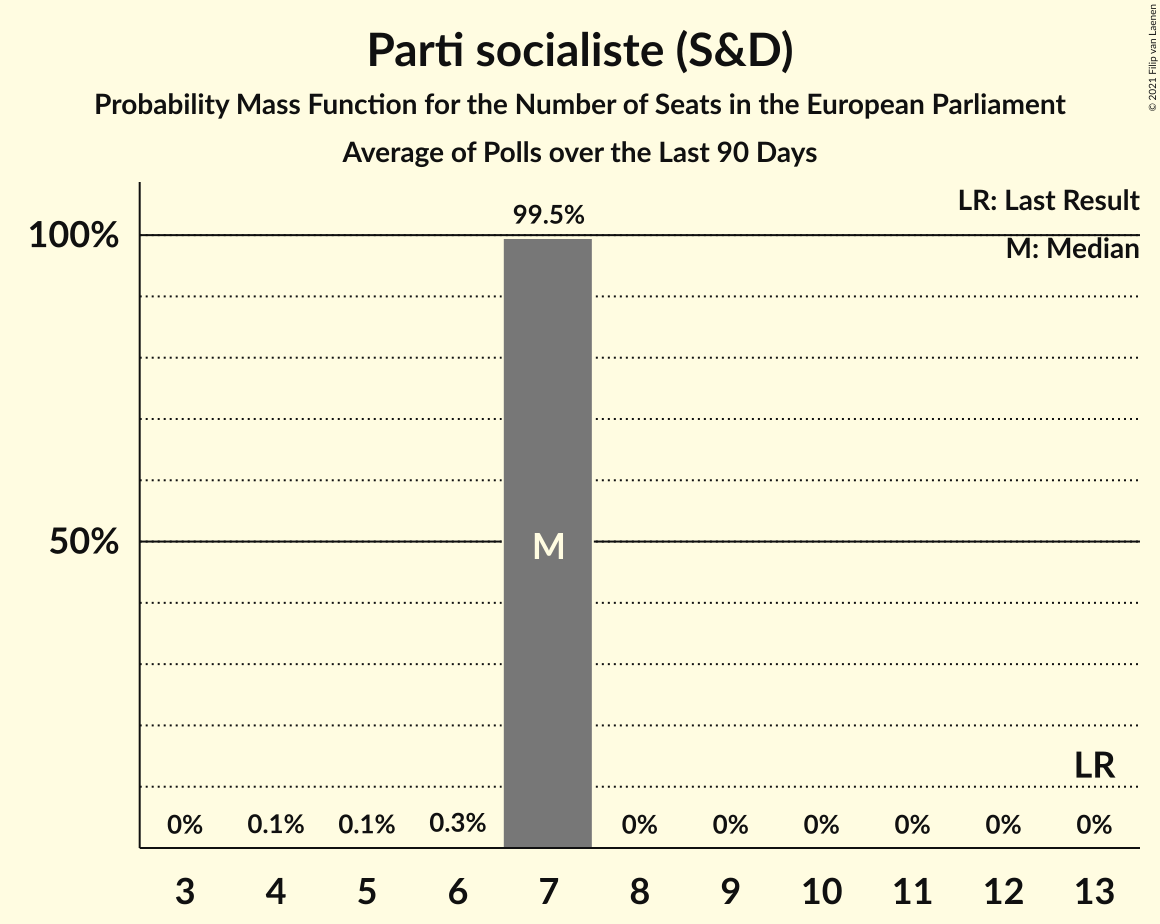 Parti socialiste (S&D)
Probability Mass Function for the Number of Seats in the European Parliament
Average of Polls over the Last 90 Days
© 2021 Filip van Laenen
LR: Last Result
M: Median
99.5%
100%
50%
M
LR
0% 0.1% 0.1% 0.3% 0% 0% 0% 0% 0% 0%
3 4 5 6 7 8 9 10 11 12 13